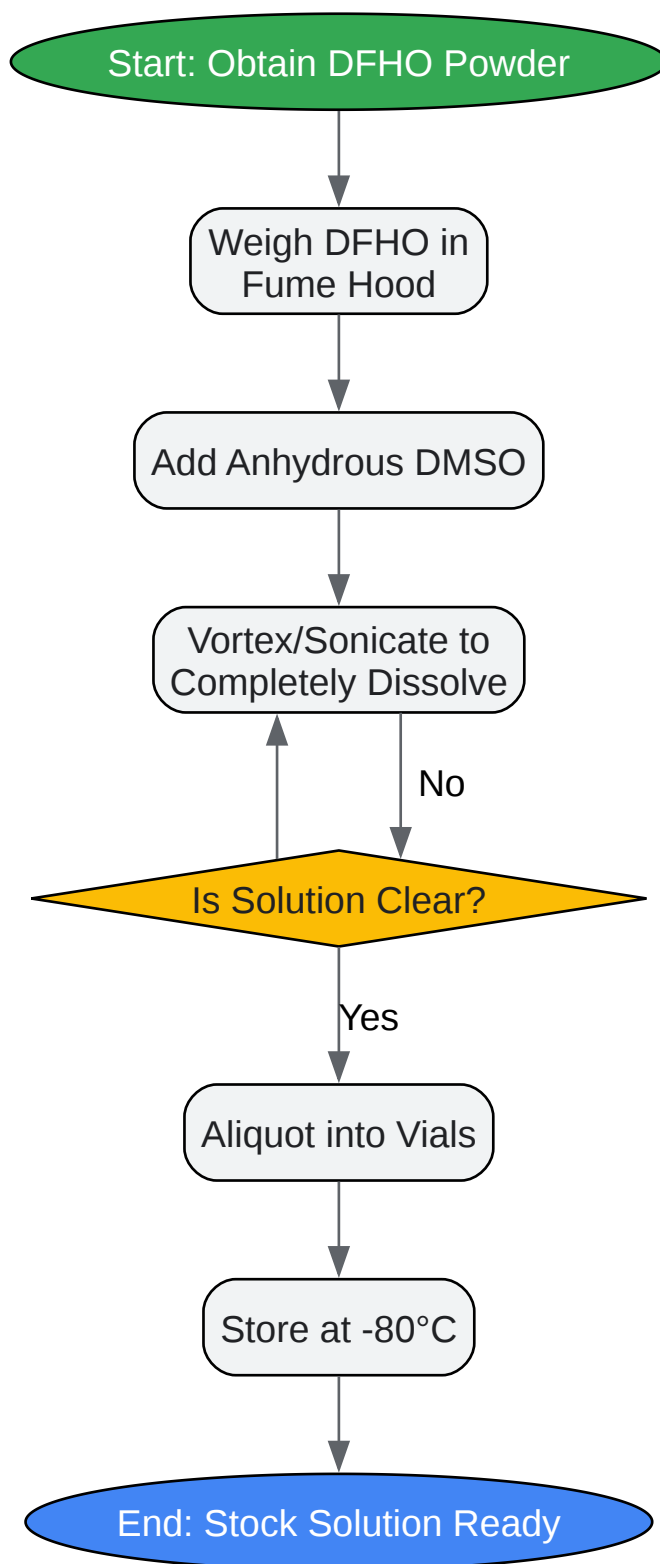 Start: Obtain DFHO Powder
Weigh DFHO in
Fume Hood
Add Anhydrous DMSO
Vortex/Sonicate to
Completely Dissolve
No
Is Solution Clear?
Yes
Aliquot into Vials
Store at -80°C
End: Stock Solution Ready